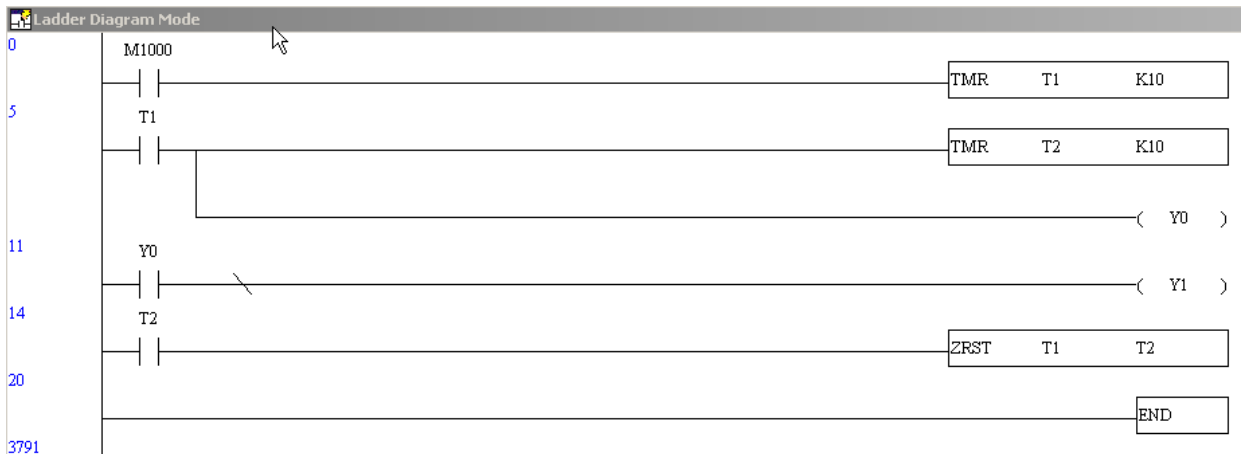 Ladder Diagram Mode
0
M1000
TMR T1 K10
5
T1
TMR T2 K10
( Y0 )
11
Y0
( Y1 )
14
T2
ZRST T1 T2
20
END
3791